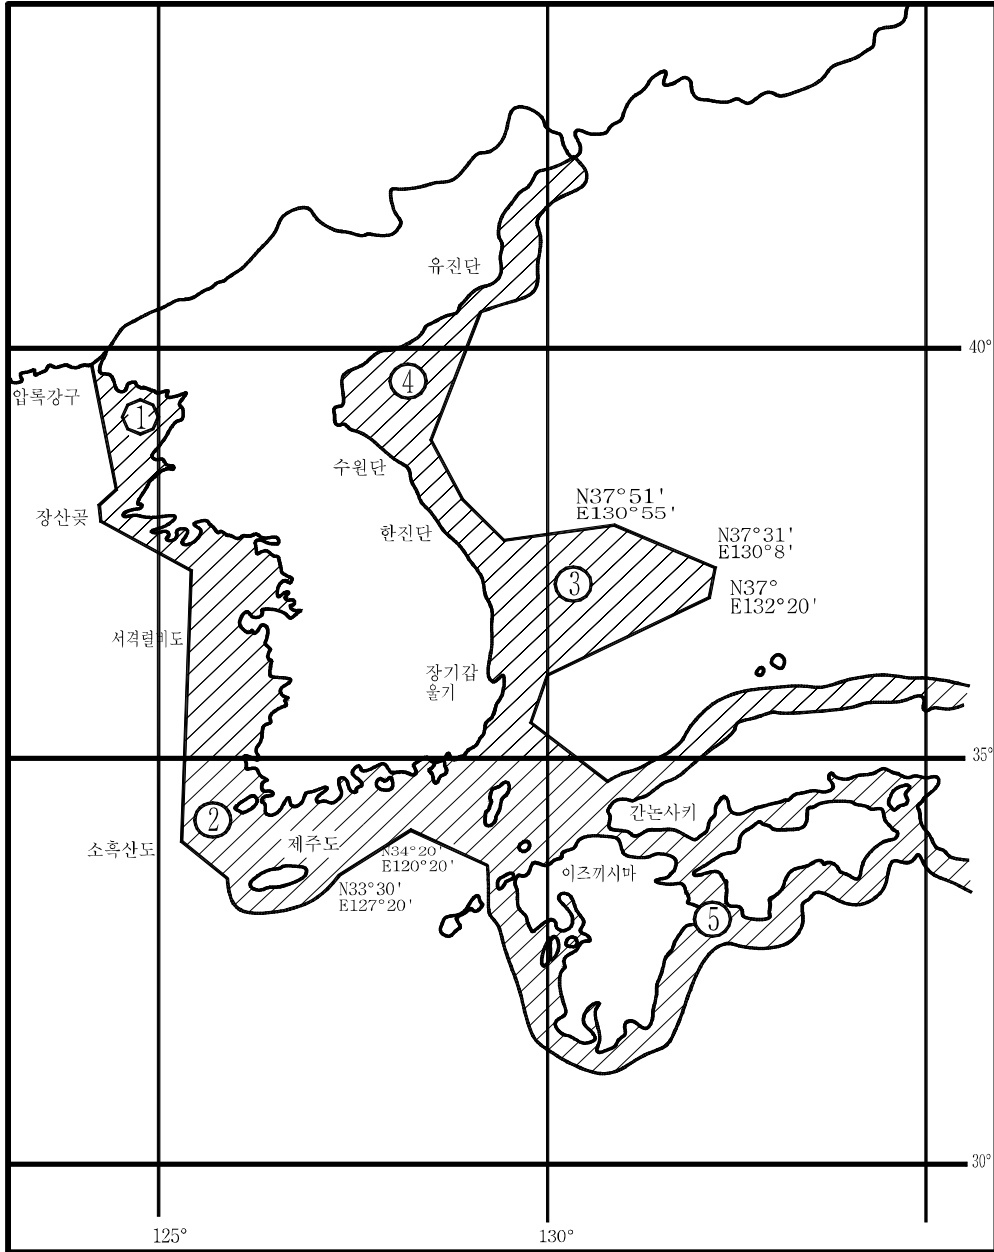 유진단
40°
④
압록강구
①
수원단
N37°51'
E130°55'
장산곶
한진단
N37°31'
E130°8'
③
N37°
E132°20'
서격렬비도
장기갑
울기
35°
②
간논사키
소흑산도
제주도
N34°20'
E120°20'
이즈끼시마
N33°30'
E127°20'
⑤
30°
125°
130°